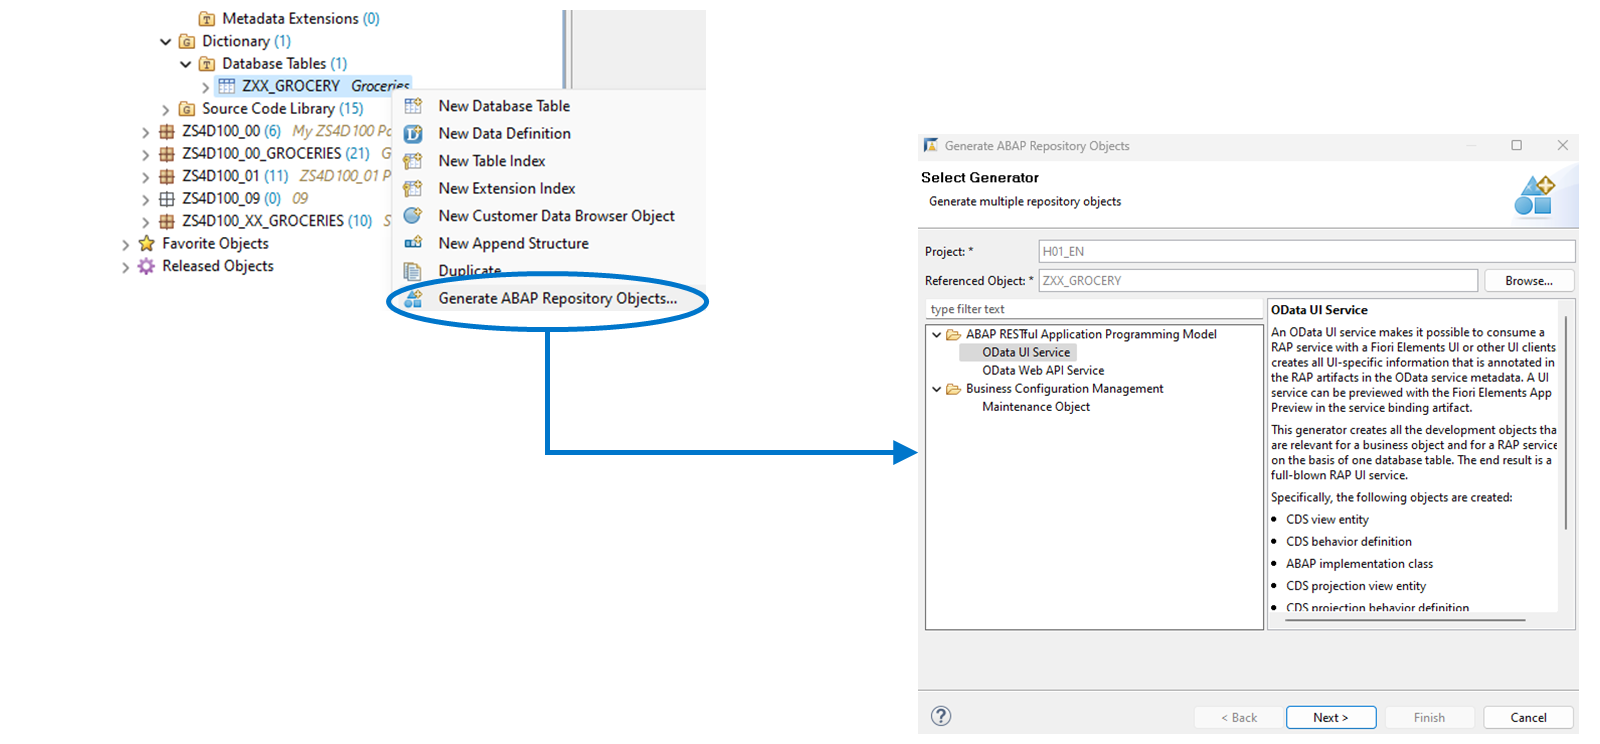 Metadata Extensions (0)
Dictionary (1)
Database Tables (1)
ZXX_GROCERY Groceries
Source Code Library (15)
ZS4D100_00 (6) My ZS4D100 Pa
ZS4D100_00_GROCERIES (21) G
ZS4D100_01 (11) ZS4D100_01 P
ZS4D100_09 (0) 09
ZS4D100_XX_GROCERIES (10) S
Favorite Objects
Released Objects
New Database Table
New Data Definition
New Table Index
New Extension Index
New Customer Data Browser Object
New Append Structure
Duplicate
Generate ABAP Repository Objects...
Generate ABAP Repository Objects
Select Generator
Generate multiple repository objects
Project: * H01_EN
Referenced Object: * ZXX_GROCERY Browse...
type filter text
ABAP RESTful Application Programming Model
OData UI Service
OData Web API Service
Business Configuration Management
Maintenance Object
OData UI Service
An OData UI service makes it possible to consume a
RAP service with a Fiori Elements UI or other UI clients
creates all UI-specific information that is annotated in
the RAP artifacts in the OData service metadata. A UI
service can be previewed with the Fiori Elements App
Preview in the service binding artifact.
This generator creates all the development objects tha
are relevant for a business object and for a RAP service
on the basis of one database table. The end result is a
full-blown RAP UI service.
Specifically, the following objects are created:
• CDS view entity
• CDS behavior definition
• ABAP implementation class
• CDS projection view entity
• CDS projection behavior definition
< Back Next > Finish Cancel